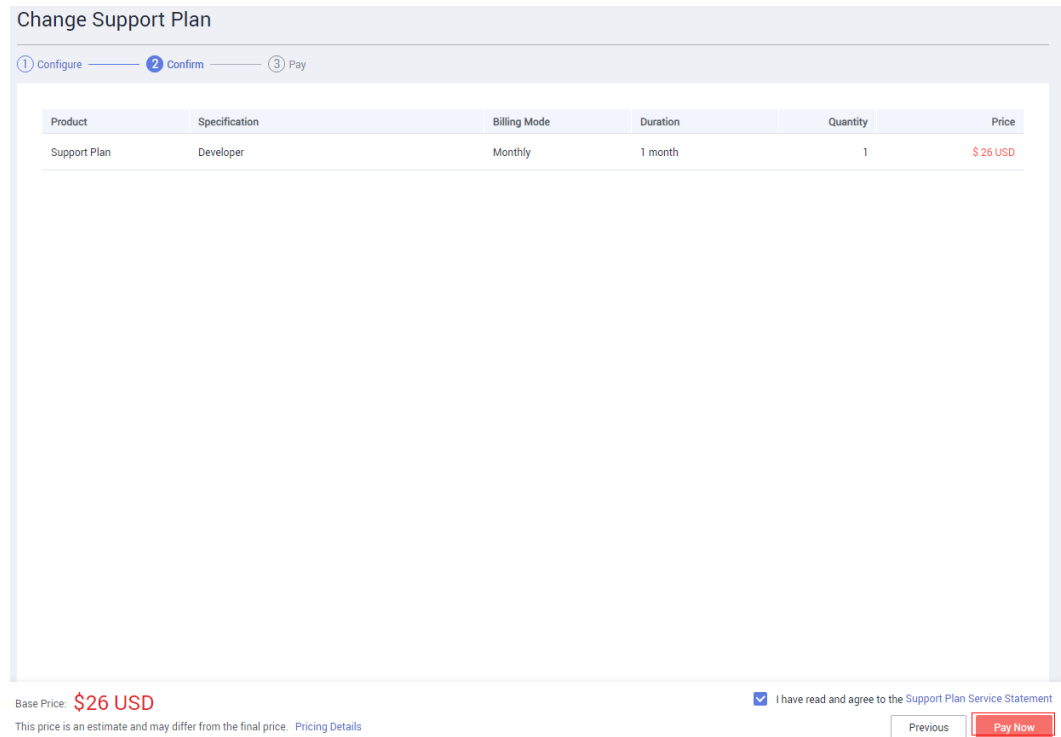 Change Support Plan
1 Configure 2 Confirm 3 Pay
Product Specification Billing Mode Duration Quantity Price
Support Plan Developer Monthly 1 month 1 $ 26 USD
Base Price: $26 USD
I have read and agree to the Support Plan Service Statement
This price is an estimate and may differ from the final price. Pricing Details
Previous Pay Now